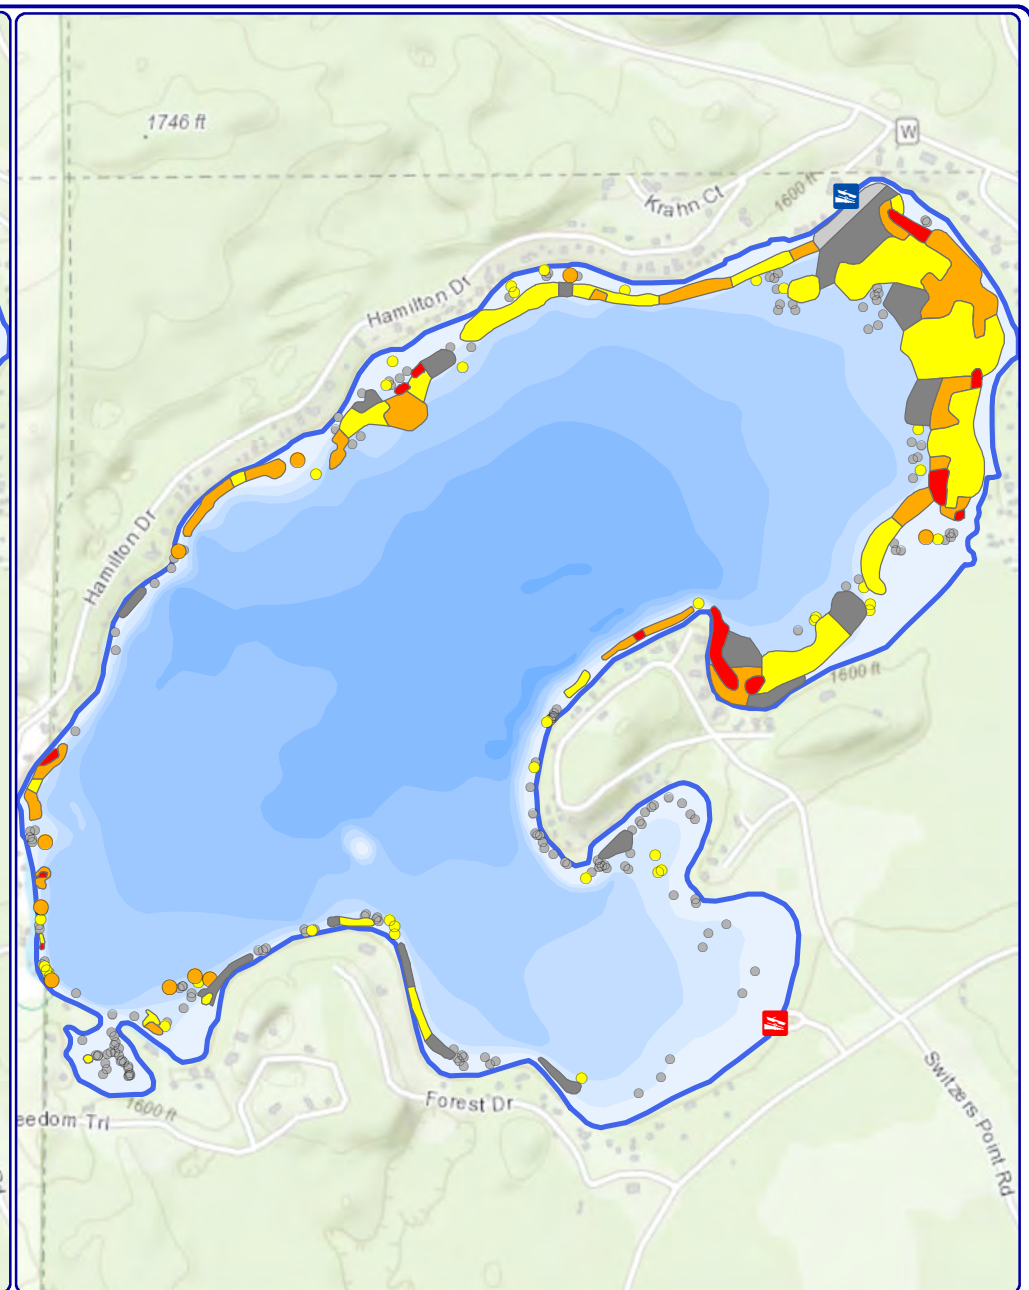 1746 ft
W
1600 ft
Krahn Ct
Hamilton Dr
Hamilton Dr
1600 ft
Forest Dr
1600 ft
eedom Trl
Switzers Point Rd